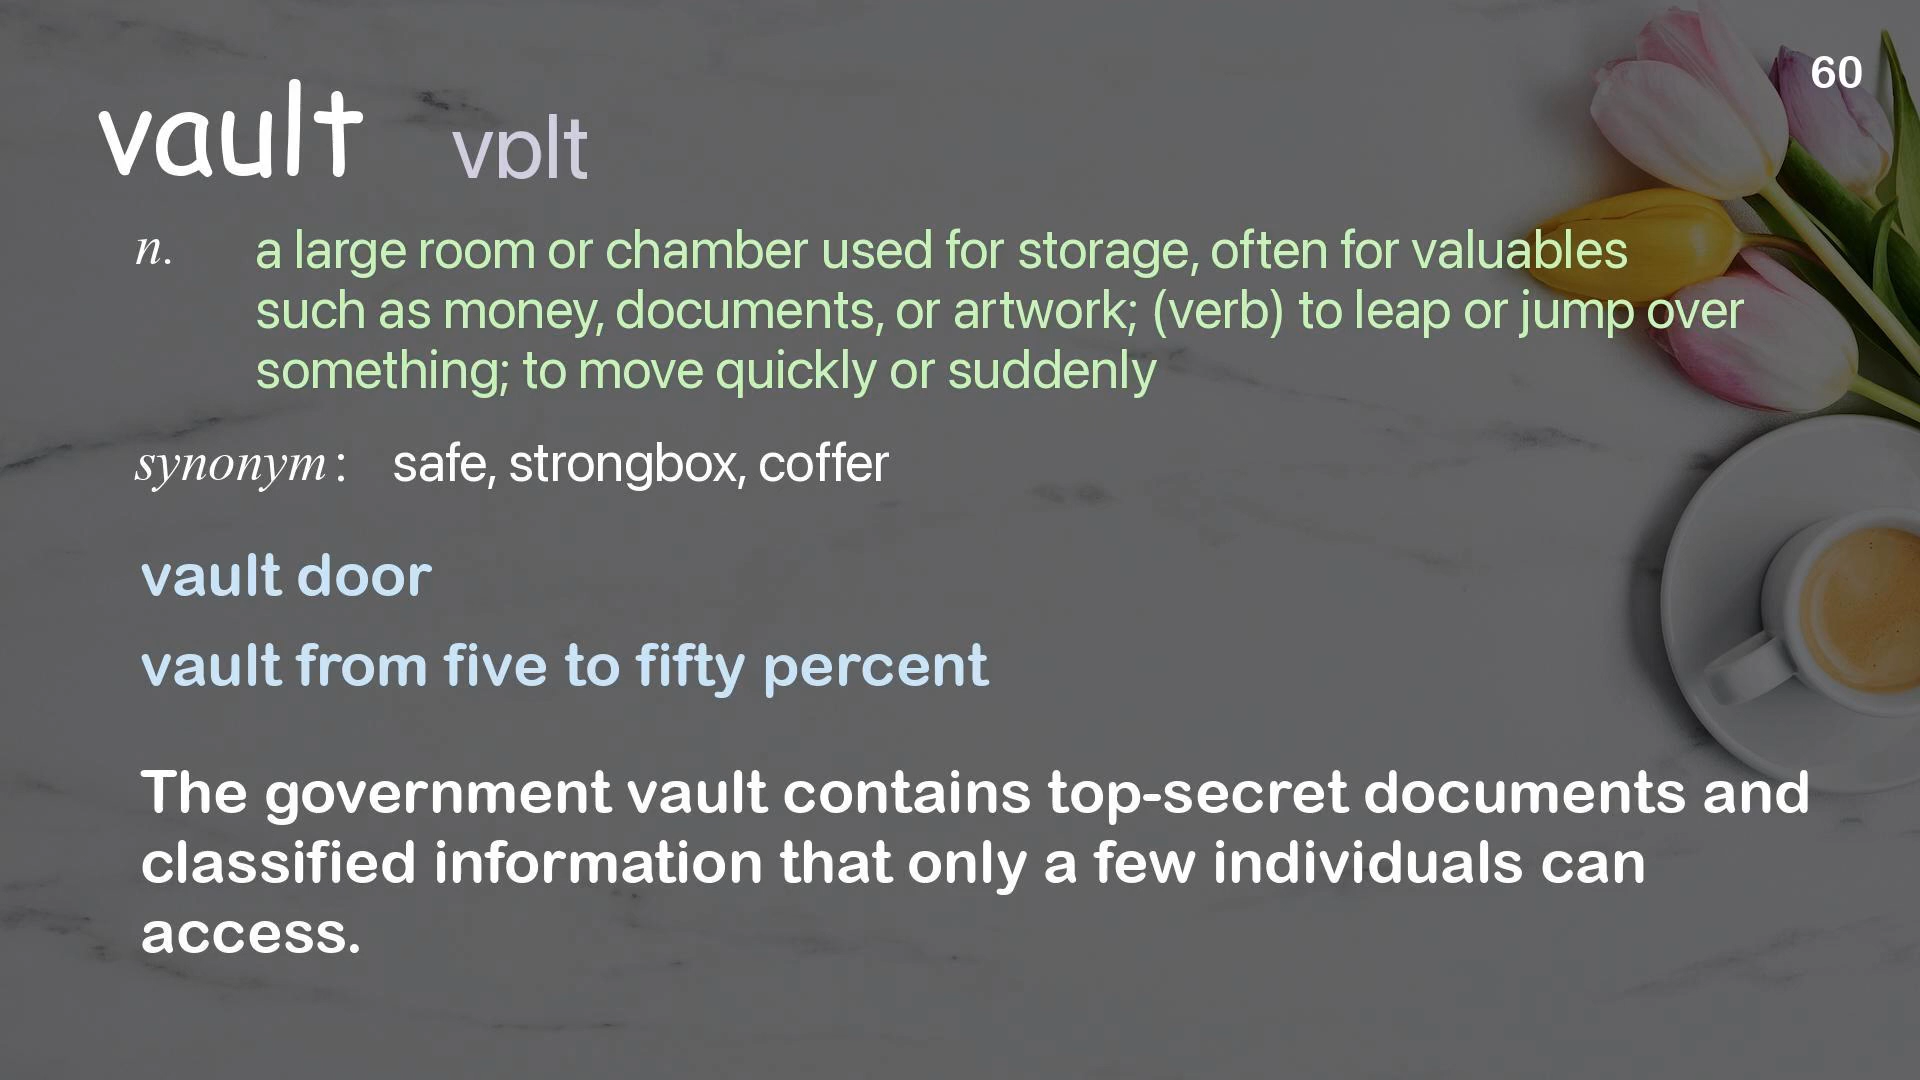 60
vault vɒlt
n. a large room or chamber used for storage, often for valuables
such as money, documents, or artwork; (verb) to leap or jump over
something; to move quickly or suddenly
synonym: safe, strongbox, coffer
vault door
vault from five to fifty percent
The government vault contains top-secret documents and
classified information that only a few individuals can
access.